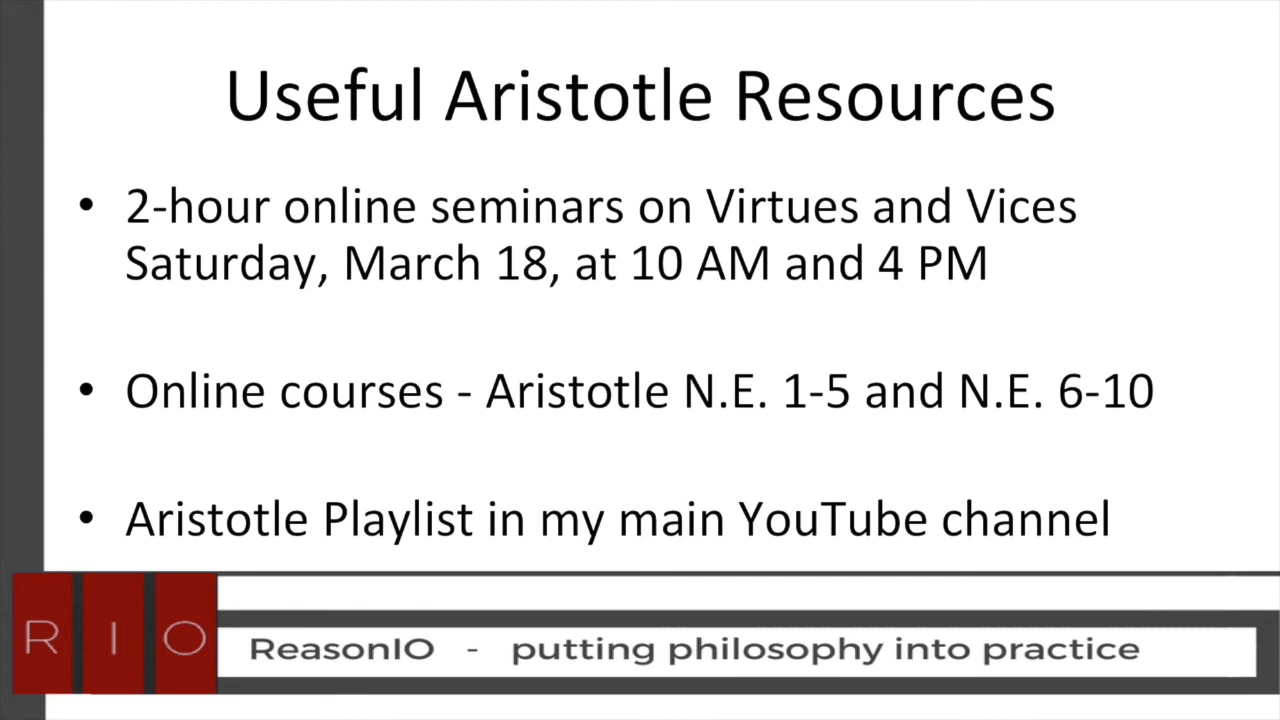 Useful Aristotle Resources
• 2-hour online seminars on Virtues and Vices
Saturday, March 18, at 10 AM and 4 PM
• Online courses - Aristotle N.E. 1-5 and N.E. 6-10
• Aristotle Playlist in my main YouTube channel
R I O
ReasonIO - putting philosophy into practice